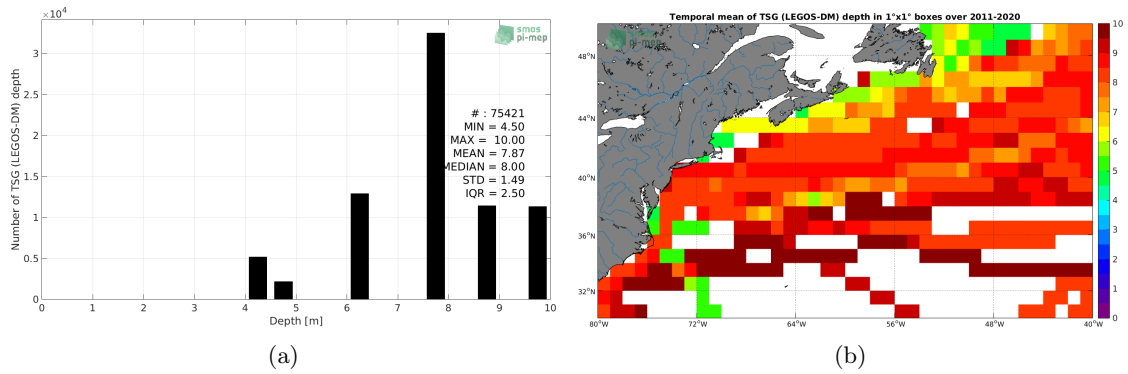 ×10⁴
smos
pi-mep
Number of TSG (LEGOS-DM) depth
3
2.5
2
1.5
1
0.5
0
# : 75421
MIN = 4.50
MAX = 10.00
MEAN = 7.87
MEDIAN = 8.00
STD = 1.49
IQR = 2.50
0 1 2 3 4 5 6 7 8 9 10
Depth [m]
(a)
Temporal mean of TSG (LEGOS-DM) depth in 1°x1° boxes over 2011-2020
smos
pi-mep
48°N
44°N
40°N
36°N
32°N
80°W 72°W 64°W 56°W 48°W 40°W
10
9
8
7
6
5
4
3
2
1
0
(b)